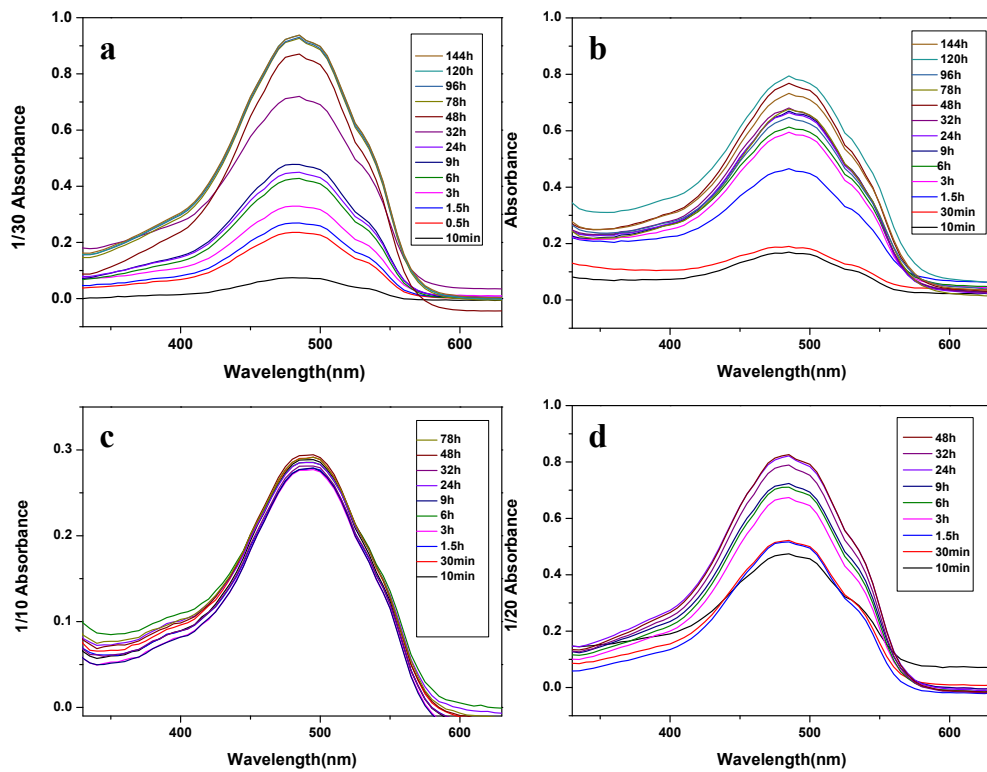 a
1.0
0.8
0.6
0.4
0.2
0.0
1/30 Absorbance
400
500
600
Wavelength(nm)
144h
120h
96h
78h
48h
32h
24h
9h
6h
3h
1.5h
0.5h
10min
b
1.0
0.8
0.6
0.4
0.2
0.0
Absorbance
400
500
600
Wavelength(nm)
144h
120h
96h
78h
48h
32h
24h
9h
6h
3h
1.5h
30min
10min
c
0.3
0.2
0.1
0.0
1/10 Absorbance
400
500
600
Wavelength(nm)
78h
48h
32h
24h
9h
6h
3h
1.5h
30min
10min
d
1.0
0.8
0.6
0.4
0.2
0.0
1/20 Absorbance
400
500
600
Wavelength(nm)
48h
32h
24h
9h
6h
3h
1.5h
30min
10min